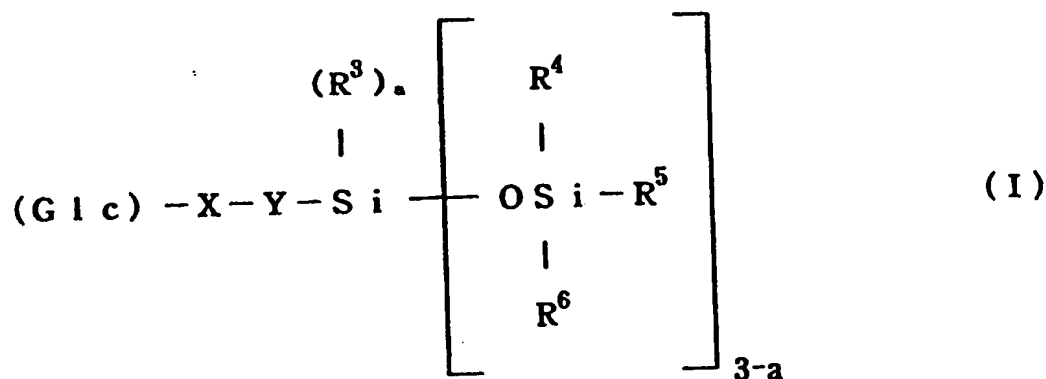 (R³)ₐ R⁴
(Glc)-X-Y-Si OSi-R⁵ (I)
R⁶
3-a